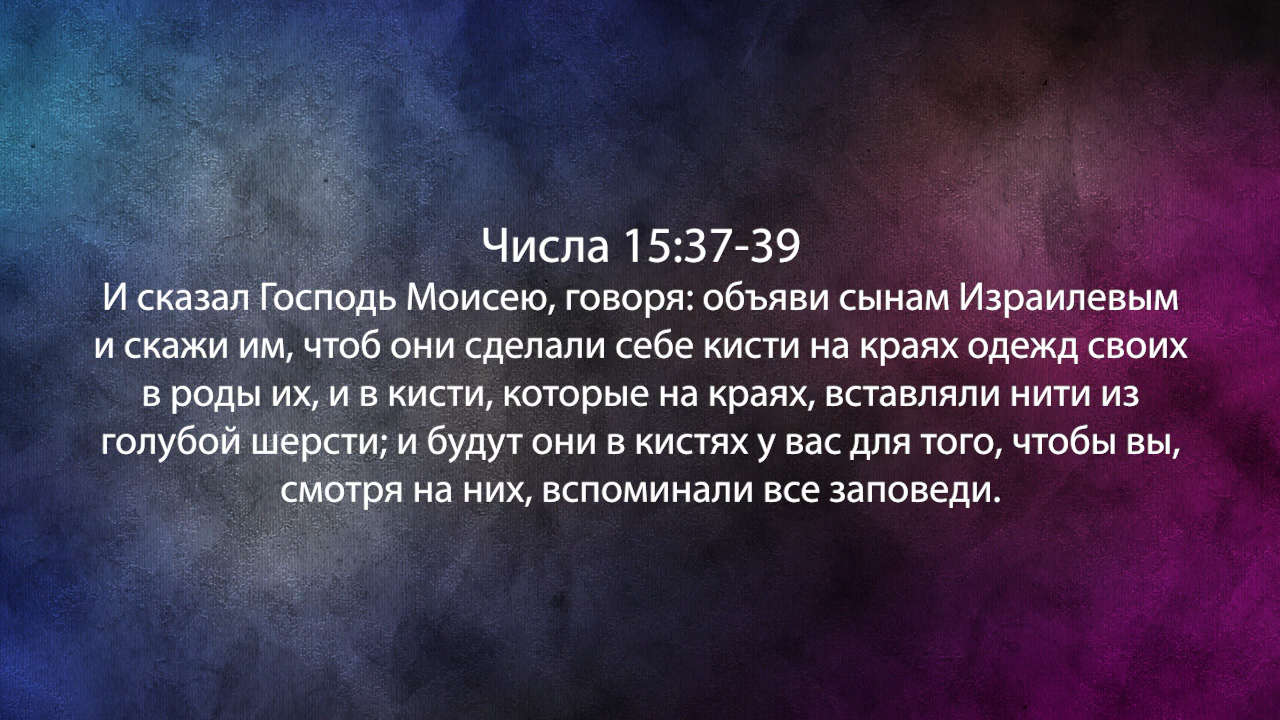 Числа 15:37-39
И сказал Господь Моисею, говоря: объяви сынам Израилевым
и скажи им, чтоб они сделали себе кисти на краях одежд своих
в роды их, и в кисти, которые на краях, вставляли нити из
голубой шерсти; и будут они в кистях у вас для того, чтобы вы,
смотря на них, вспоминали все заповеди.